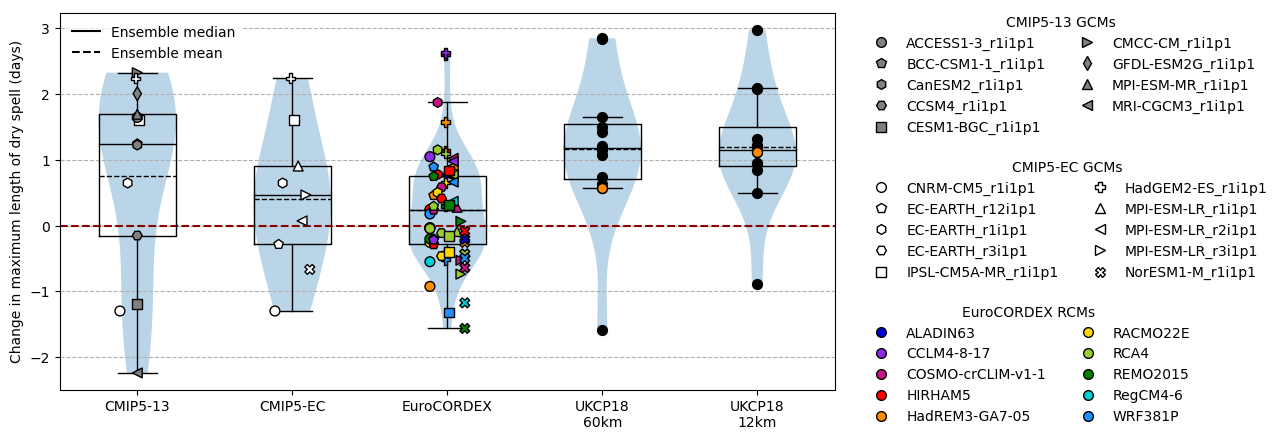 Change in maximum length of dry spell (days)
3
2
1
0
−1
−2
Ensemble median
Ensemble mean
CMIP5-13
CMIP5-EC
EuroCORDEX
UKCP18
60km
UKCP18
12km
CMIP5-13 GCMs
ACCESS1-3_r1i1p1
BCC-CSM1-1_r1i1p1
CanESM2_r1i1p1
CCSM4_r1i1p1
CESM1-BGC_r1i1p1
CMCC-CM_r1i1p1
GFDL-ESM2G_r1i1p1
MPI-ESM-MR_r1i1p1
MRI-CGCM3_r1i1p1
CMIP5-EC GCMs
CNRM-CM5_r1i1p1
EC-EARTH_r12i1p1
EC-EARTH_r1i1p1
EC-EARTH_r3i1p1
IPSL-CM5A-MR_r1i1p1
HadGEM2-ES_r1i1p1
MPI-ESM-LR_r1i1p1
MPI-ESM-LR_r2i1p1
MPI-ESM-LR_r3i1p1
NorESM1-M_r1i1p1
EuroCORDEX RCMs
ALADIN63
CCLM4-8-17
COSMO-crCLIM-v1-1
HIRHAM5
HadREM3-GA7-05
RACMO22E
RCA4
REMO2015
RegCM4-6
WRF381P